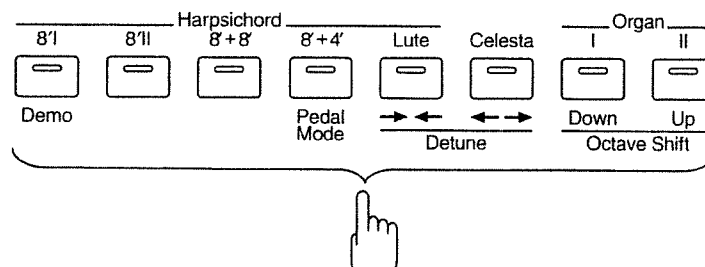 Harpsichord Organ
8'I 8'II 8'+8' 8'+4' Lute Celesta I II
Demo Pedal Mode Down Up
Detune Octave Shift